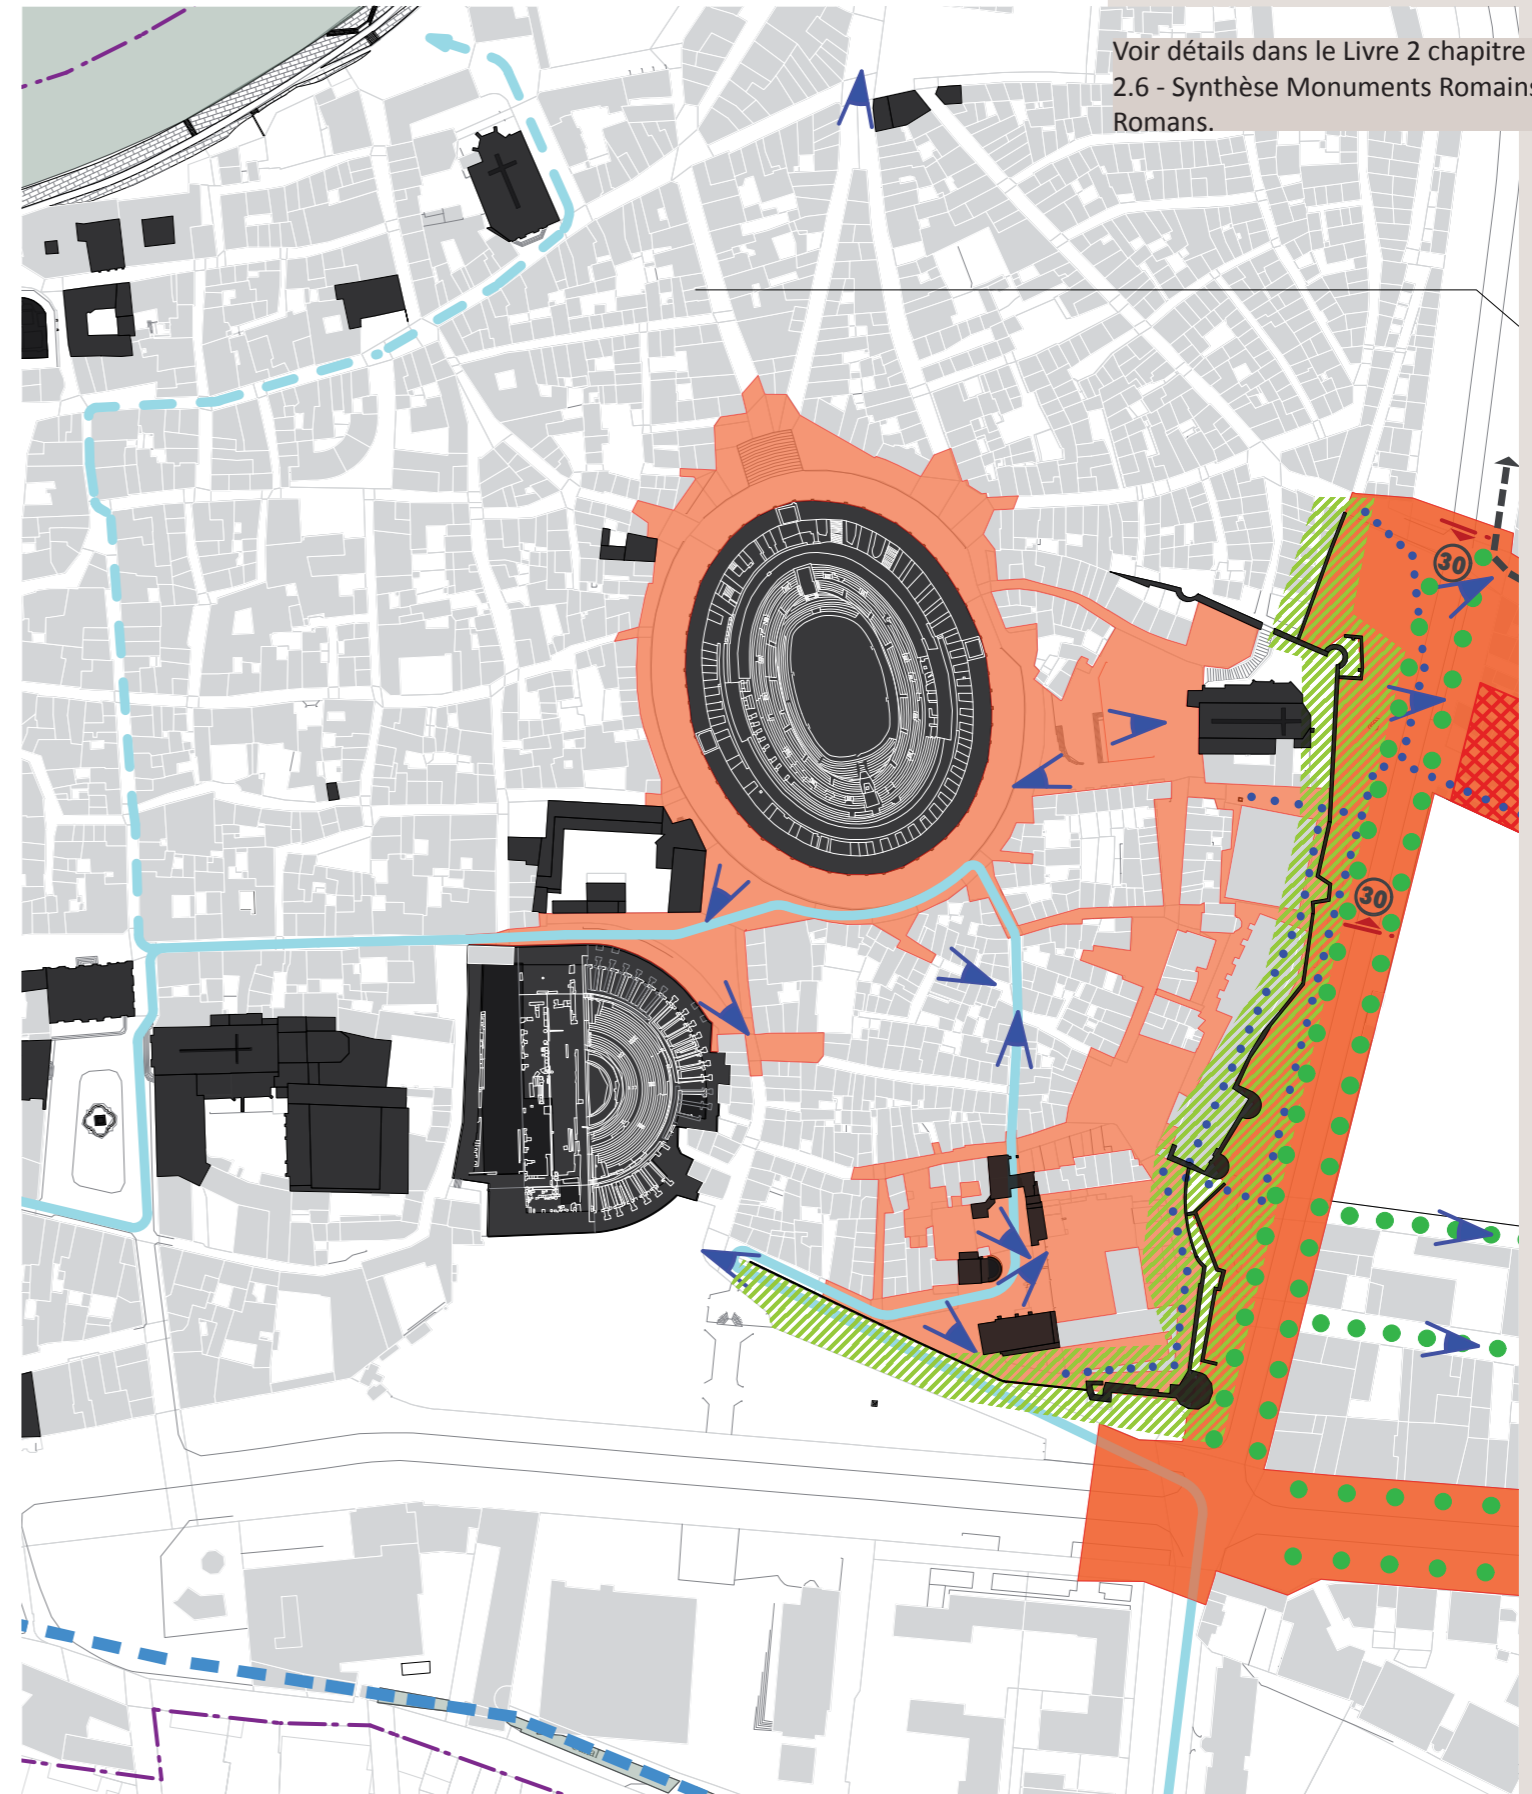 Voir détails dans le Livre 2 chapitre
2.6 - Synthèse Monuments Romains
Romans.
30
30